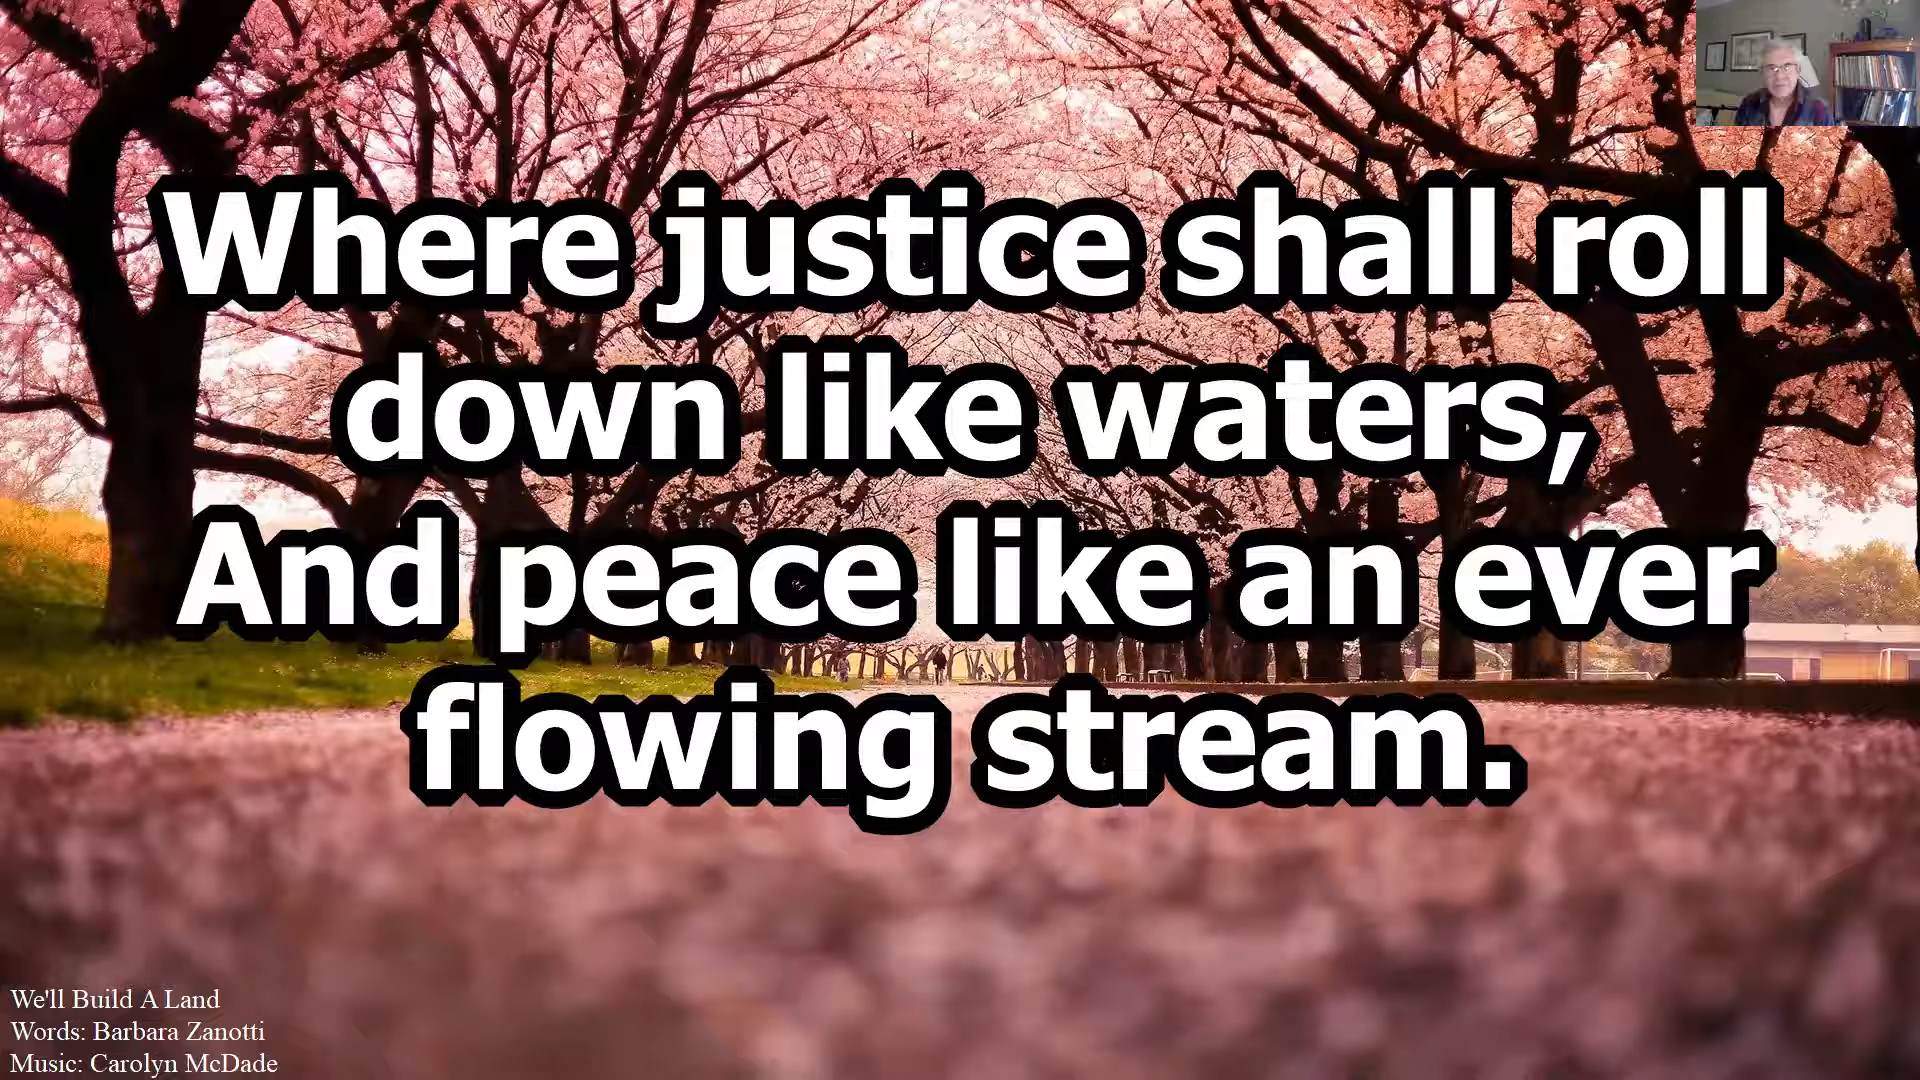 Where justice shall roll
down like waters,
And peace like an ever
flowing stream.
We'll Build A Land
Words: Barbara Zanotti
Music: Carolyn McDade